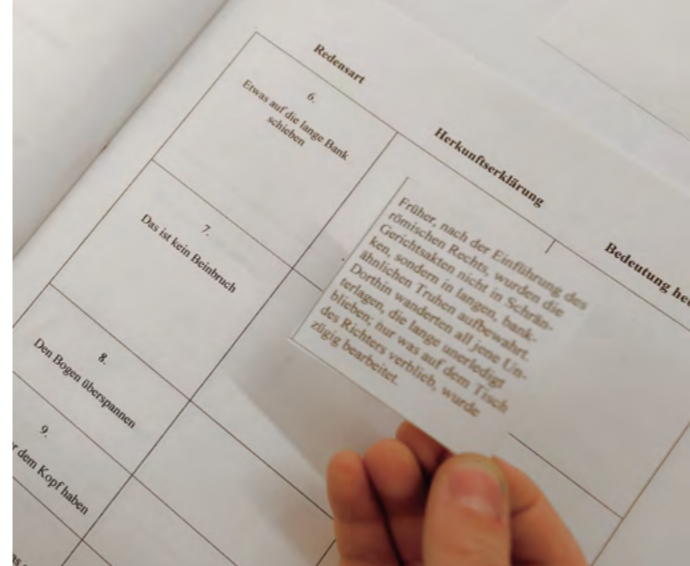 Redensart
Herkunftserklärung
Bedeutung
6.
Etwas auf die lange Bank
schieben
Früher, nach der Einführung des
römischen Rechts, wurden die
Gerichtsakten nicht in Schrän-
ken, sondern in langen, bank-
ähnlichen Truhen aufbewahrt.
Dorthin wanderten all jene Un-
terlagen, die lange unerledigt
blieben; nur was auf dem Tisch
des Richters verblieb, wurde
zügig bearbeitet.
7.
Das ist kein Beinbruch
8.
Den Bogen überspannen
9.
dem Kopf haben